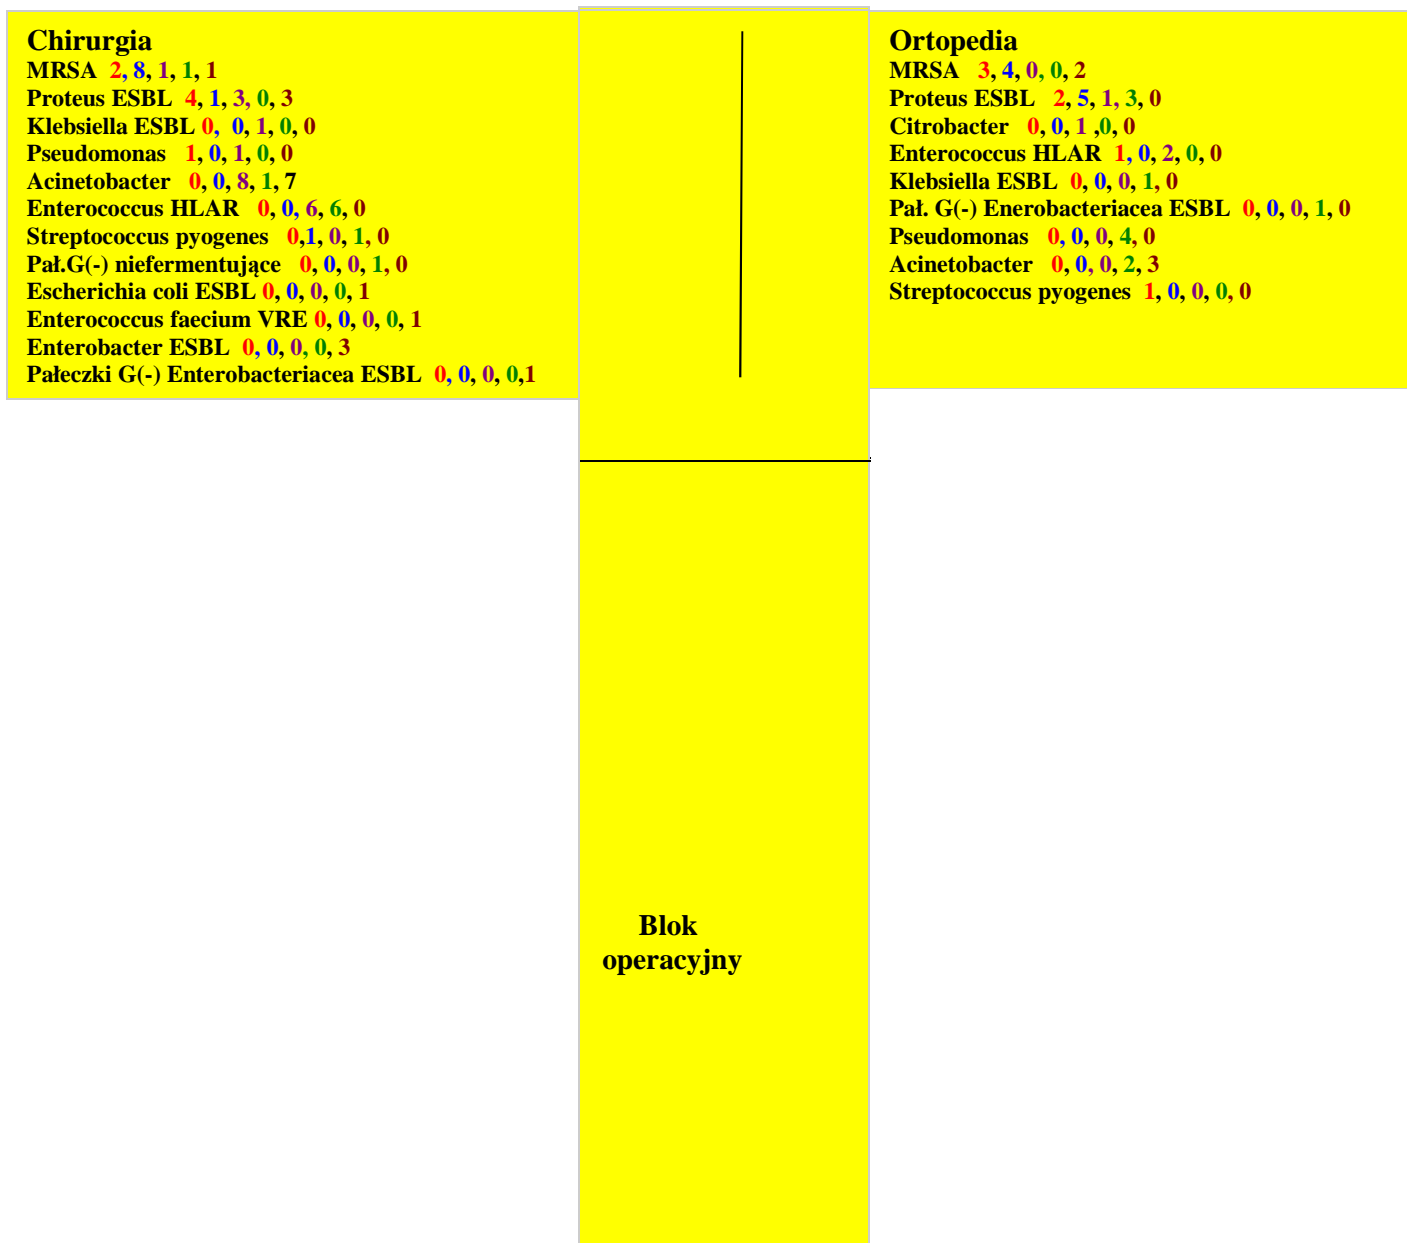 Chirurgia
MRSA 2, 8, 1, 1, 1
Proteus ESBL 4, 1, 3, 0, 3
Klebsiella ESBL 0, 0, 1, 0, 0
Pseudomonas 1, 0, 1, 0, 0
Acinetobacter 0, 0, 8, 1, 7
Enterococcus HLAR 0, 0, 6, 6, 0
Streptococcus pyogenes 0,1, 0, 1, 0
Pał.G(-) niefermentujące 0, 0, 0, 1, 0
Escherichia coli ESBL 0, 0, 0, 0, 1
Enterococcus faecium VRE 0, 0, 0, 0, 1
Enterobacter ESBL 0, 0, 0, 0, 3
Pałeczki G(-) Enterobacteriacea ESBL 0, 0, 0, 0,1
Ortopedia
MRSA 3, 4, 0, 0, 2
Proteus ESBL 2, 5, 1, 3, 0
Citrobacter 0, 0, 1 ,0, 0
Enterococcus HLAR 1, 0, 2, 0, 0
Klebsiella ESBL 0, 0, 0, 1, 0
Pał. G(-) Enerobacteriacea ESBL 0, 0, 0, 1, 0
Pseudomonas 0, 0, 0, 4, 0
Acinetobacter 0, 0, 0, 2, 3
Streptococcus pyogenes 1, 0, 0, 0, 0
Blok
operacyjny